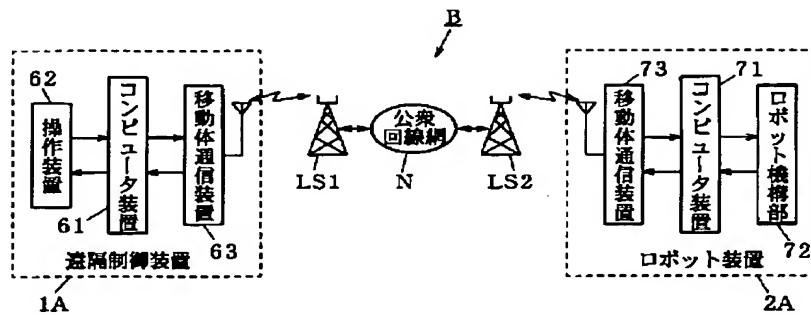 B
62
操作装置
コンピュータ装置
61
移動体通信装置
63
遠隔制御装置
1A
LS1
公衆
回線網
N
LS2
73
移動体通信装置
71
コンピュータ装置
ロボット機構部
72
ロボット装置
2A